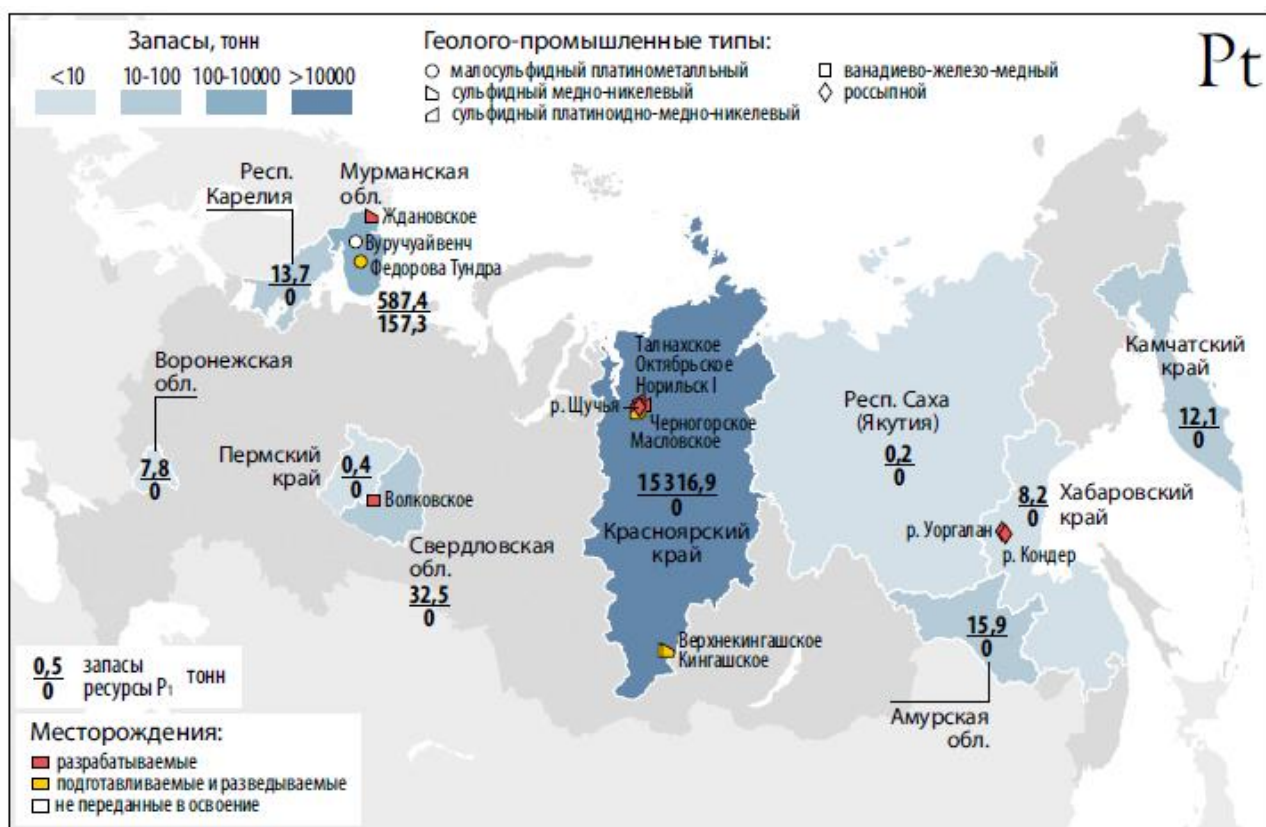 Запасы, тонн
<10 10-100 100-10000 >10000
Геолого-промышленные типы:
малосульфидный платинометалльный
сульфидный медно-никелевый
сульфидный платиноидно-медно-никелевый
ванадиево-железо-медный
россыпной
Pt
Респ.
Карелия
13,7
0
Мурманская
обл.
Ждановское
Вуручуайвенч
Федорова Тундра
587,4
157,3
Воронежская
обл.
7,8
0
Пермский
край
0,4
0
Волковское
Свердловская
обл.
32,5
0
Талнахское
Октябрьское
Норильск I
р. Щучья
Черногорское
Масловское
15 316,9
0
Красноярский
край
Верхнекингашское
Кингашское
Респ. Саха
(Якутия)
0,2
0
Камчатский
край
12,1
0
8,2
0
Хабаровский
край
р. Уоргалан
р. Кондер
15,9
0
Амурская
обл.
0,5
0
запасы
ресурсы P₁
тонн
Месторождения:
разрабатываемые
подготавливаемые и разведываемые
не переданные в освоение